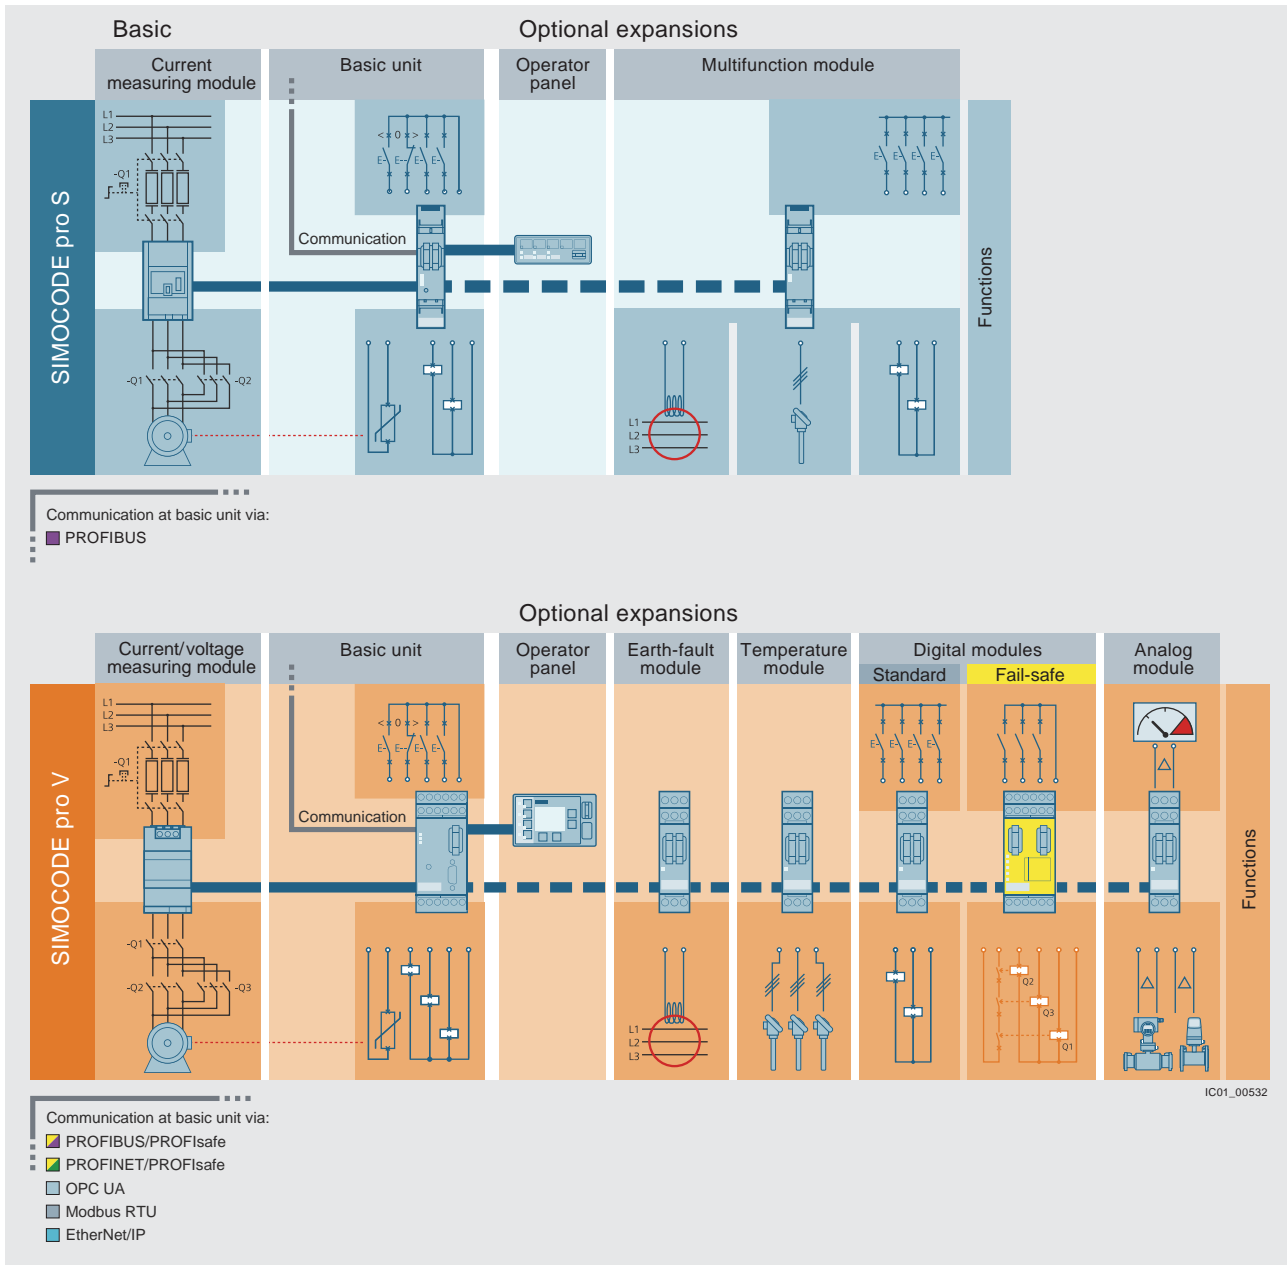 Basic
Optional expansions
Current
measuring module
Basic unit
Operator
panel
Multifunction module
SIMOCODE pro S
L1
L2
L3
-Q1
< 0 >
E- E-- E- E-
E- E- E- E-
Communication
Functions
-Q1
-Q2
L1
L2
L3
Communication at basic unit via:
PROFIBUS
Optional expansions
Current/voltage
measuring module
Basic unit
Operator
panel
Earth-fault
module
Temperature
module
Digital modules
Standard
Fail-safe
Analog
module
SIMOCODE pro V
L1
L2
L3
-Q1
< 0 >
E- E-- E- E-
E- E- E- E-
Communication
Functions
-Q1
-Q2
-Q3
L1
L2
L3
Q2
Q3
Q1
IC01_00532
Communication at basic unit via:
PROFIBUS/PROFIsafe
PROFINET/PROFIsafe
OPC UA
Modbus RTU
EtherNet/IP